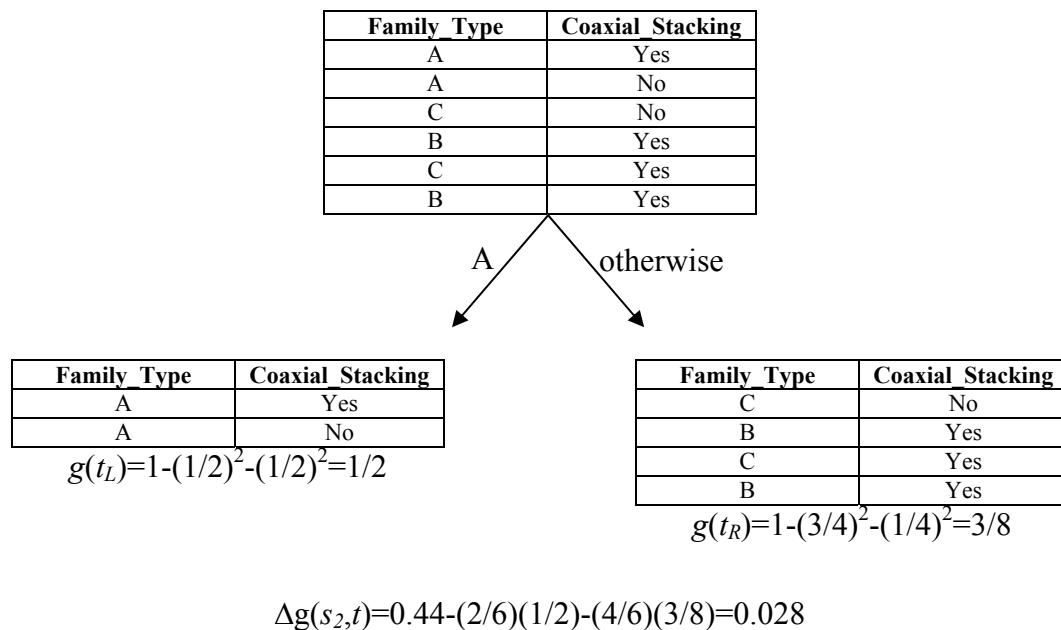 Family_Type Coaxial_Stacking
A Yes
A No
C No
B Yes
C Yes
B Yes
A otherwise
Family_Type Coaxial_Stacking
A Yes
A No
g(t_L)=1-(1/2)²-(1/2)²=1/2
Family_Type Coaxial_Stacking
C No
B Yes
C Yes
B Yes
g(t_R)=1-(3/4)²-(1/4)²=3/8
Δg(s₂,t)=0.44-(2/6)(1/2)-(4/6)(3/8)=0.028